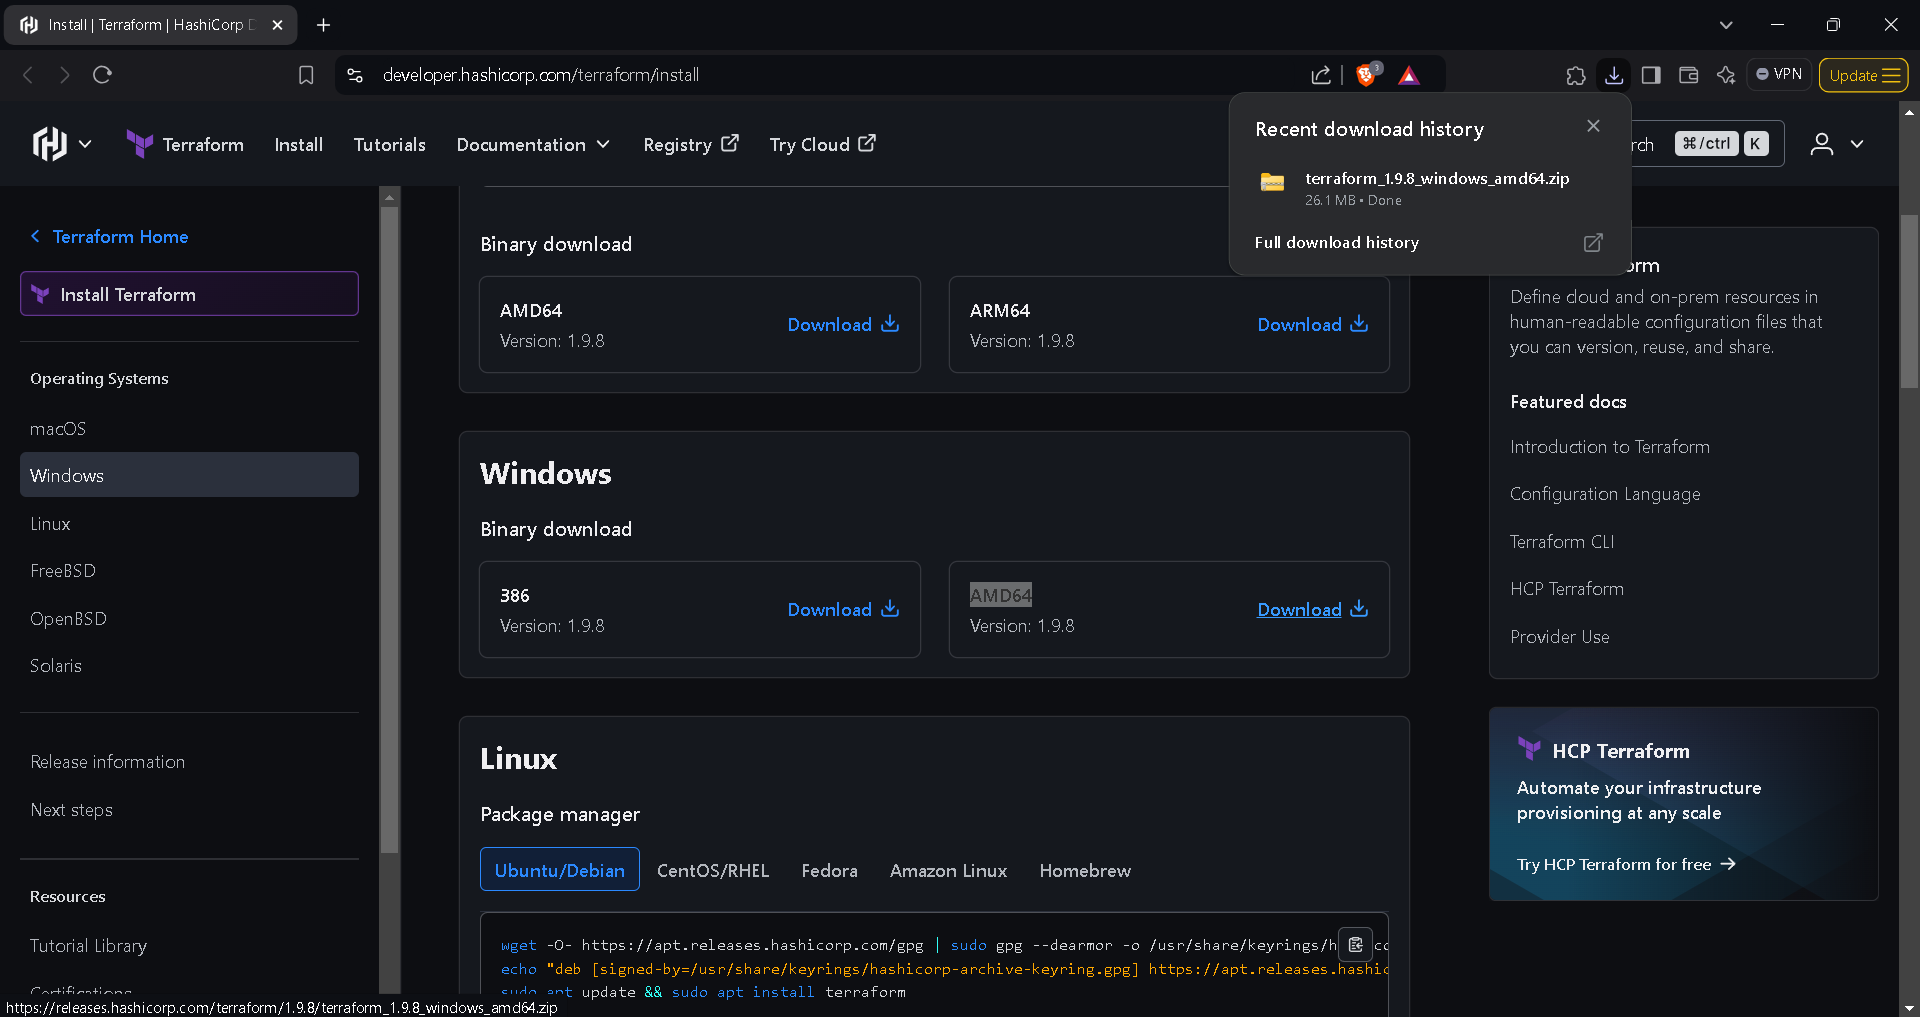 Install | Terraform | HashiCorp D
developer.hashicorp.com/terraform/install
3
VPN
Update
Terraform
Install
Tutorials
Documentation
Registry
Try Cloud
rch
⌘/ctrl
K
Recent download history
terraform_1.9.8_windows_amd64.zip
26.1 MB • Done
Full download history
Terraform Home
Install Terraform
Operating Systems
macOS
Windows
Linux
FreeBSD
OpenBSD
Solaris
Release information
Next steps
Resources
Tutorial Library
Certifications
https://releases.hashicorp.com/terraform/1.9.8/terraform_1.9.8_windows_amd64.zip
Binary download
AMD64
Version: 1.9.8
Download
ARM64
Version: 1.9.8
Download
Windows
Binary download
386
Version: 1.9.8
Download
AMD64
Version: 1.9.8
Download
Linux
Package manager
Ubuntu/Debian
CentOS/RHEL
Fedora
Amazon Linux
Homebrew
wget -O- https://apt.releases.hashicorp.com/gpg | sudo gpg --dearmor -o /usr/share/keyrings/h
echo "deb [signed-by=/usr/share/keyrings/hashicorp-archive-keyring.gpg] https://apt.releases.hashic
sudo apt update && sudo apt install terraform
orm
Define cloud and on-prem resources in
human-readable configuration files that
you can version, reuse, and share.
Featured docs
Introduction to Terraform
Configuration Language
Terraform CLI
HCP Terraform
Provider Use
HCP Terraform
Automate your infrastructure
provisioning at any scale
Try HCP Terraform for free →